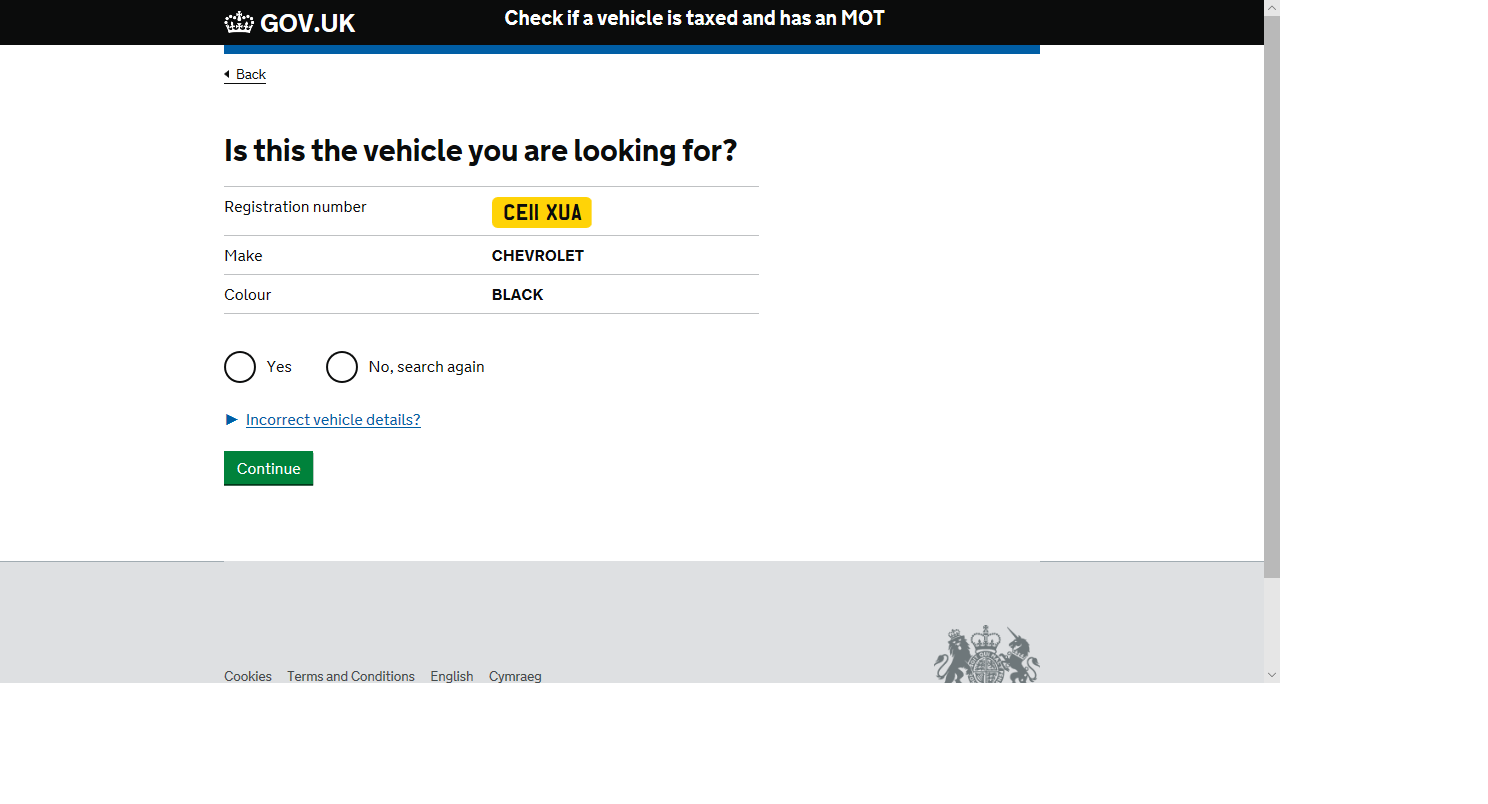 GOV.UK
Check if a vehicle is taxed and has an MOT
Back
Is this the vehicle you are looking for?
Registration number CE11 XUA
Make CHEVROLET
Colour BLACK
Yes No, search again
Incorrect vehicle details?
Continue
Cookies Terms and Conditions English Cymraeg